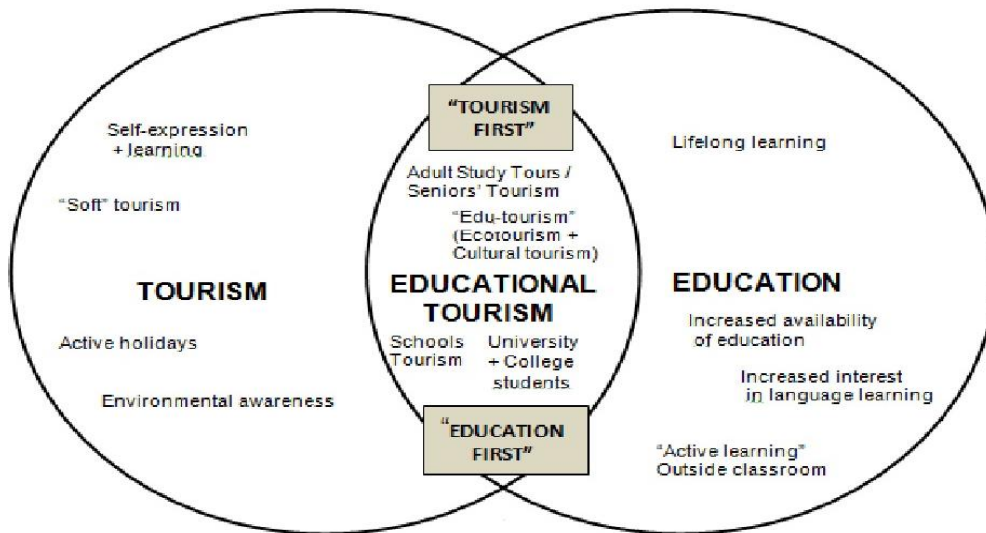 Self-expression
+ learning
"Soft" tourism
TOURISM
Active holidays
Environmental awareness
"TOURISM
FIRST"
Adult Study Tours /
Seniors' Tourism
"Edu-tourism"
(Ecotourism +
Cultural tourism)
EDUCATIONAL
TOURISM
Schools
Tourism
University
+ College
students
"EDUCATION
FIRST"
Lifelong learning
EDUCATION
Increased availability
of education
Increased interest
in language learning
"Active learning"
Outside classroom